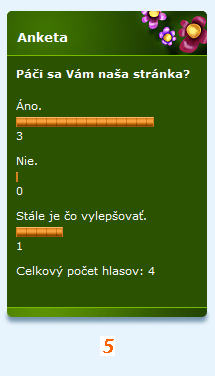 Anketa
Páči sa Vám naša stránka?
Áno.
3
Nie.
0
Stále je čo vylepšovať.
1
Celkový počet hlasov: 4
5